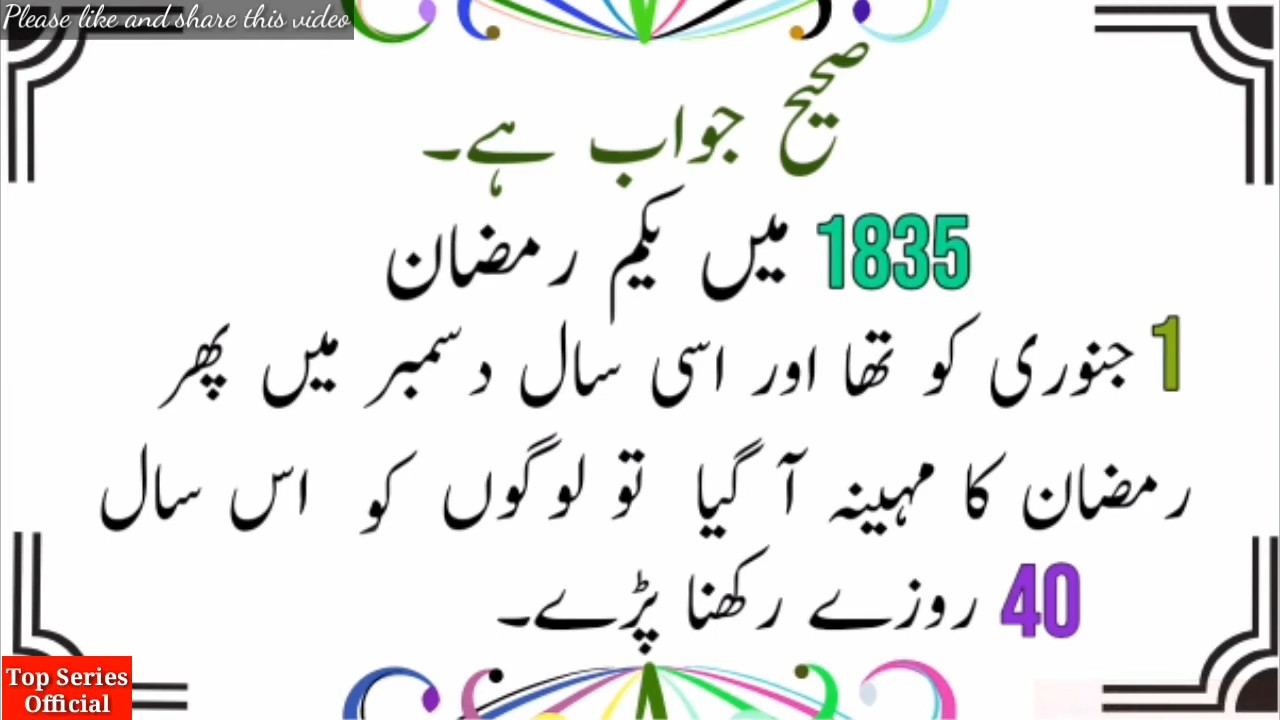 Please like and share this video
صحیح جواب ہے۔
1835 میں یکم رمضان
1 جنوری کو تھا اور اسی سال دسمبر میں پھر
رمضان کا مہینہ آ گیا تو لوگوں کو اس سال
40 روزے رکھنا پڑے۔
Top Series
Official